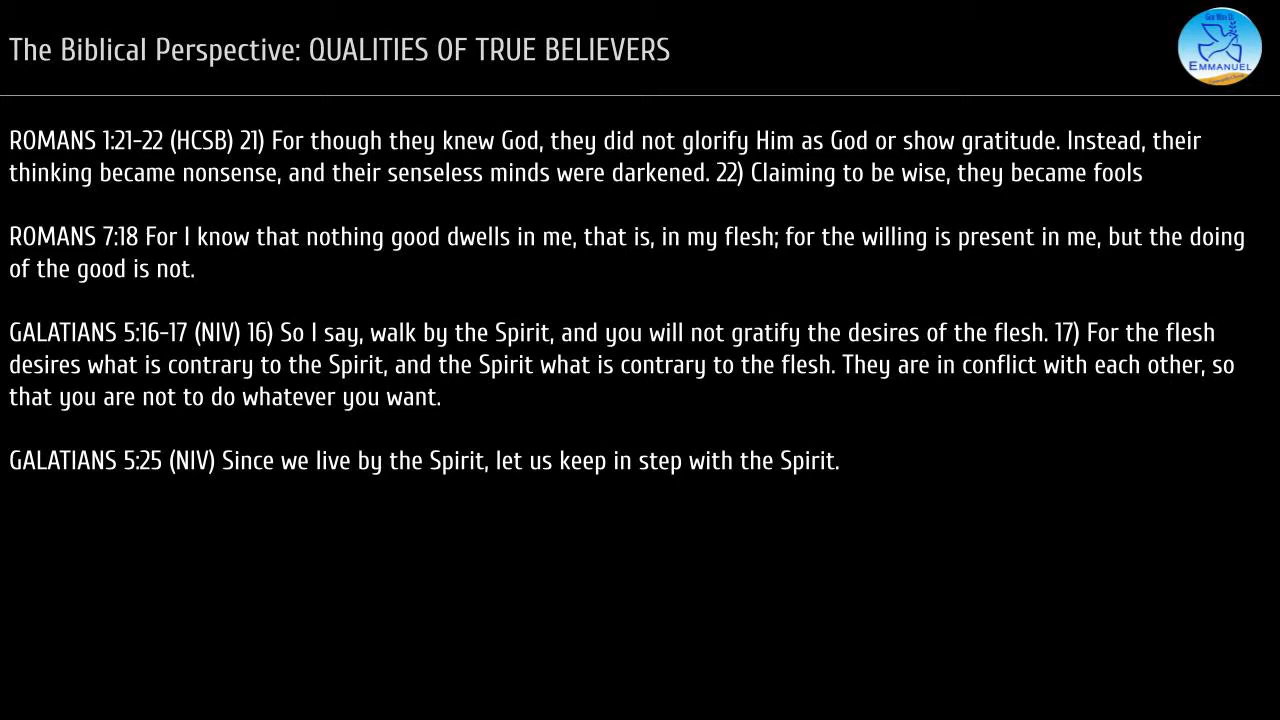 The Biblical Perspective: QUALITIES OF TRUE BELIEVERS
God With Us
EMMANUEL
ROMANS 1:21-22 (HCSB) 21) For though they knew God, they did not glorify Him as God or show gratitude. Instead, their
thinking became nonsense, and their senseless minds were darkened. 22) Claiming to be wise, they became fools
ROMANS 7:18 For I know that nothing good dwells in me, that is, in my flesh; for the willing is present in me, but the doing
of the good is not.
GALATIANS 5:16-17 (NIV) 16) So I say, walk by the Spirit, and you will not gratify the desires of the flesh. 17) For the flesh
desires what is contrary to the Spirit, and the Spirit what is contrary to the flesh. They are in conflict with each other, so
that you are not to do whatever you want.
GALATIANS 5:25 (NIV) Since we live by the Spirit, let us keep in step with the Spirit.